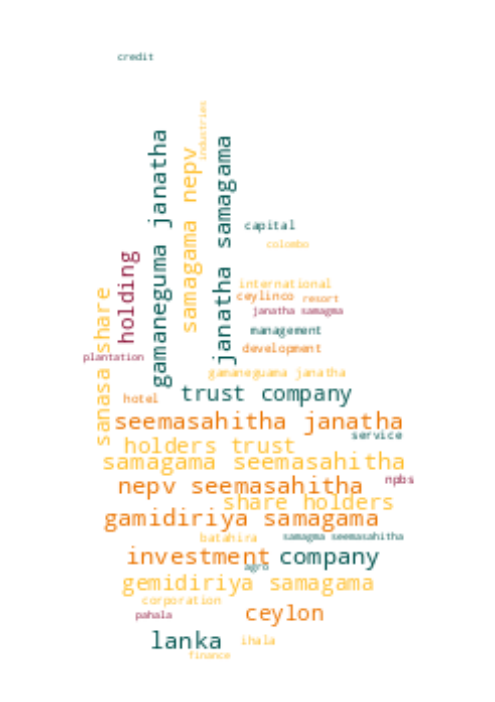 credit
industries
gamaneguma janatha
samagama nepv
janatha samagama
capital
colombo
holding
international
ceylinco
resort
janatha samagma
sanasa share
management
development
plantation
gamaneguama janatha
trust company
hotel
seemasahitha janatha
service
holders trust
samagama seemasahitha
nepv seemasahitha
npbs
share holders
gamidiriya samagama
batahira
samagma seemasahitha
investment company
agro
gemidiriya samagama
corporation
pahala
ceylon
lanka
ihala
finance